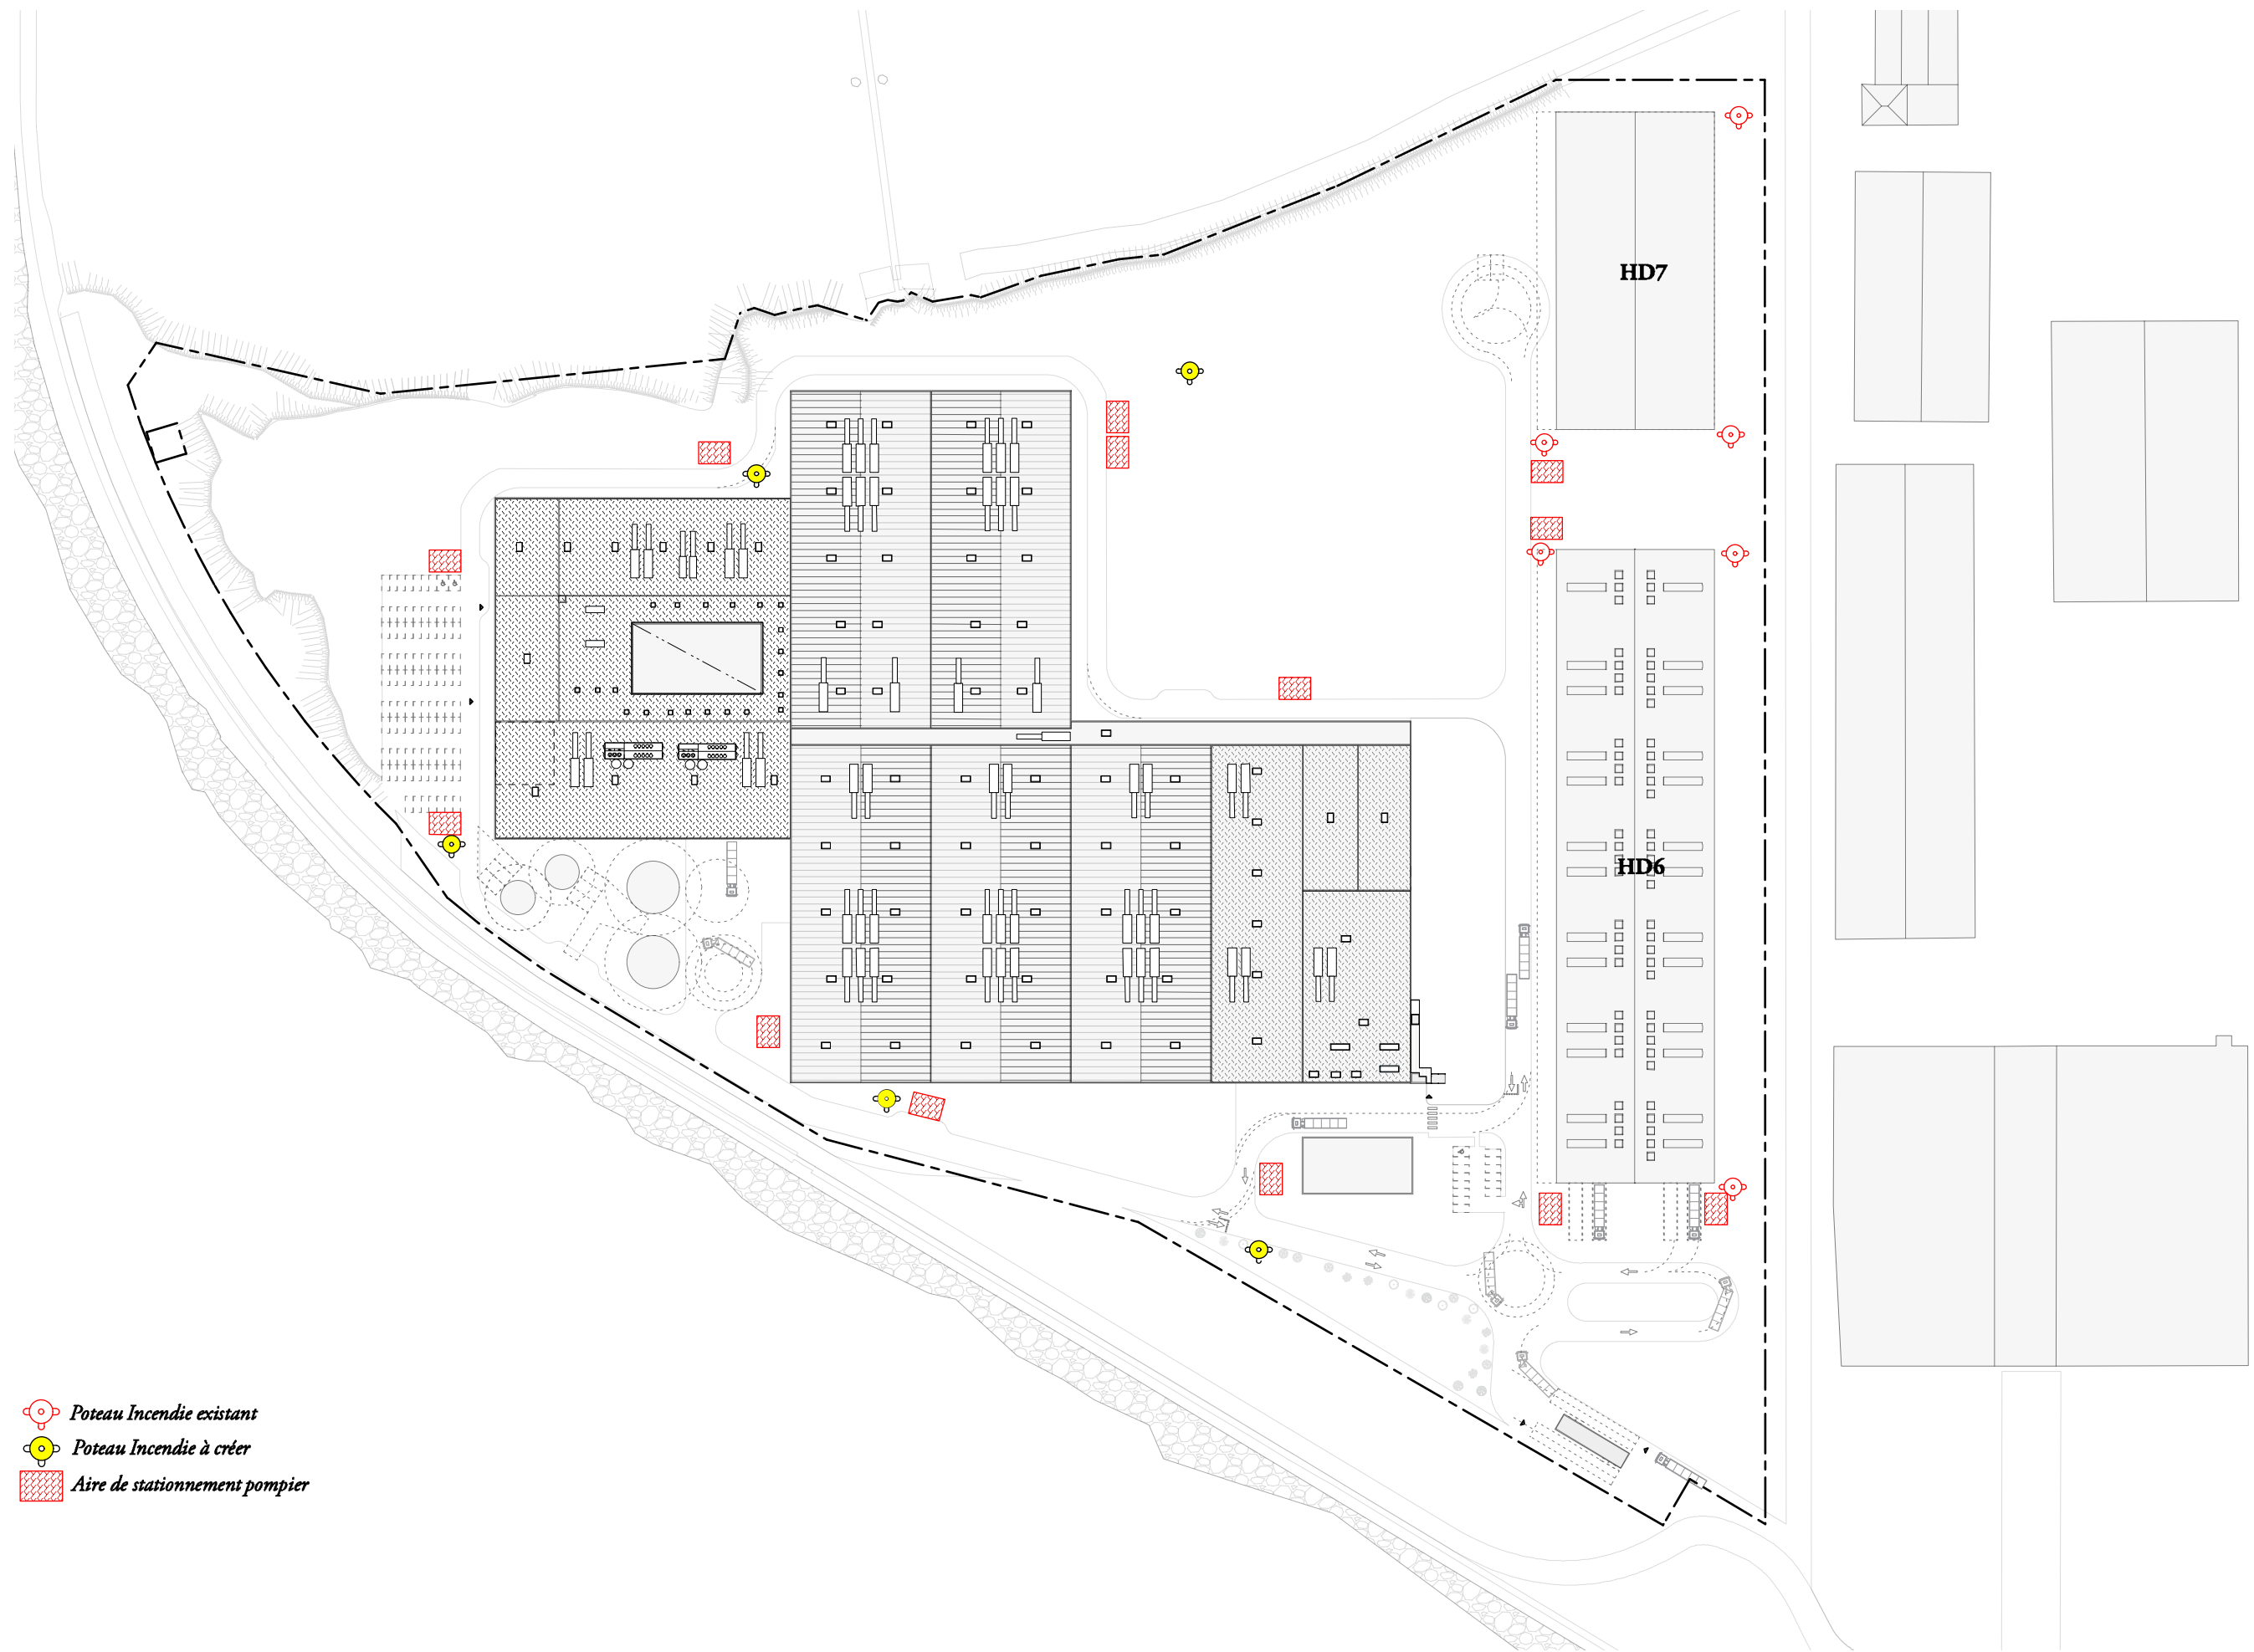 HD7
HD6
Poteau Incendie existant
Poteau Incendie à créer
Aire de stationnement pompier